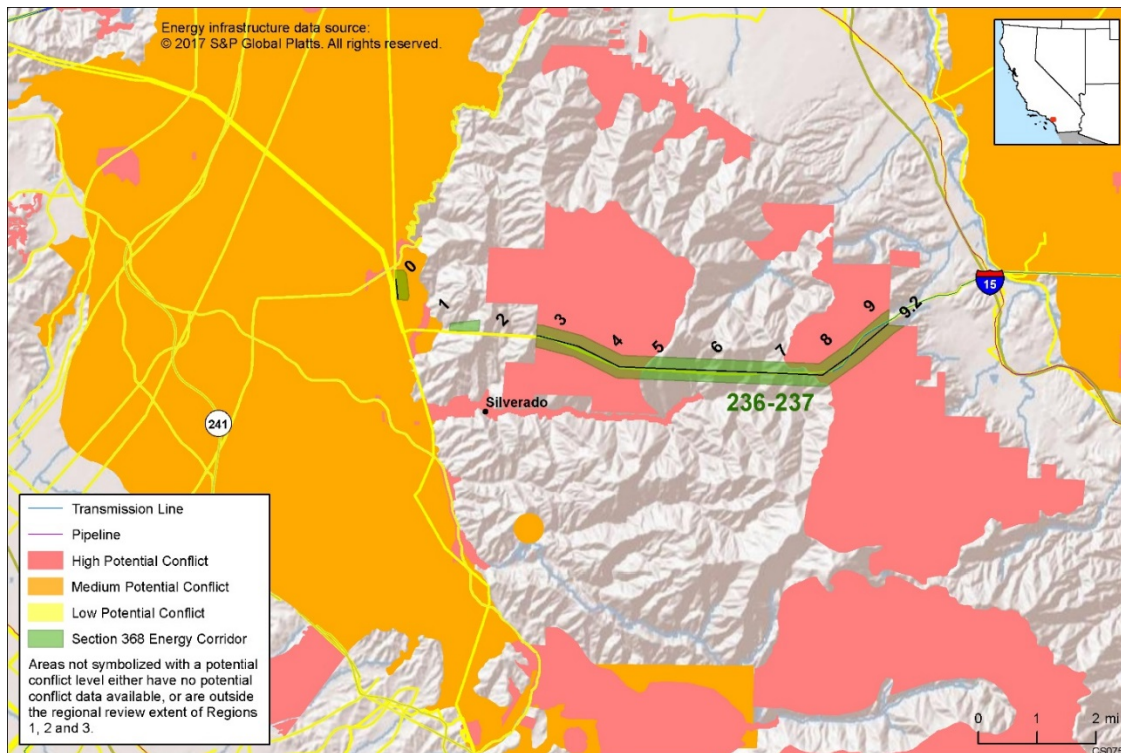 Energy infrastructure data source:
© 2017 S&P Global Platts. All rights reserved.
0
1
2
3
4
5
6
7
8
9
9.2
15
236-237
Silverado
241
Transmission Line
Pipeline
High Potential Conflict
Medium Potential Conflict
Low Potential Conflict
Section 368 Energy Corridor
Areas not symbolized with a potential
conflict level either have no potential
conflict data available, or are outside
the regional review extent of Regions
1, 2 and 3.
0 1 2 mi